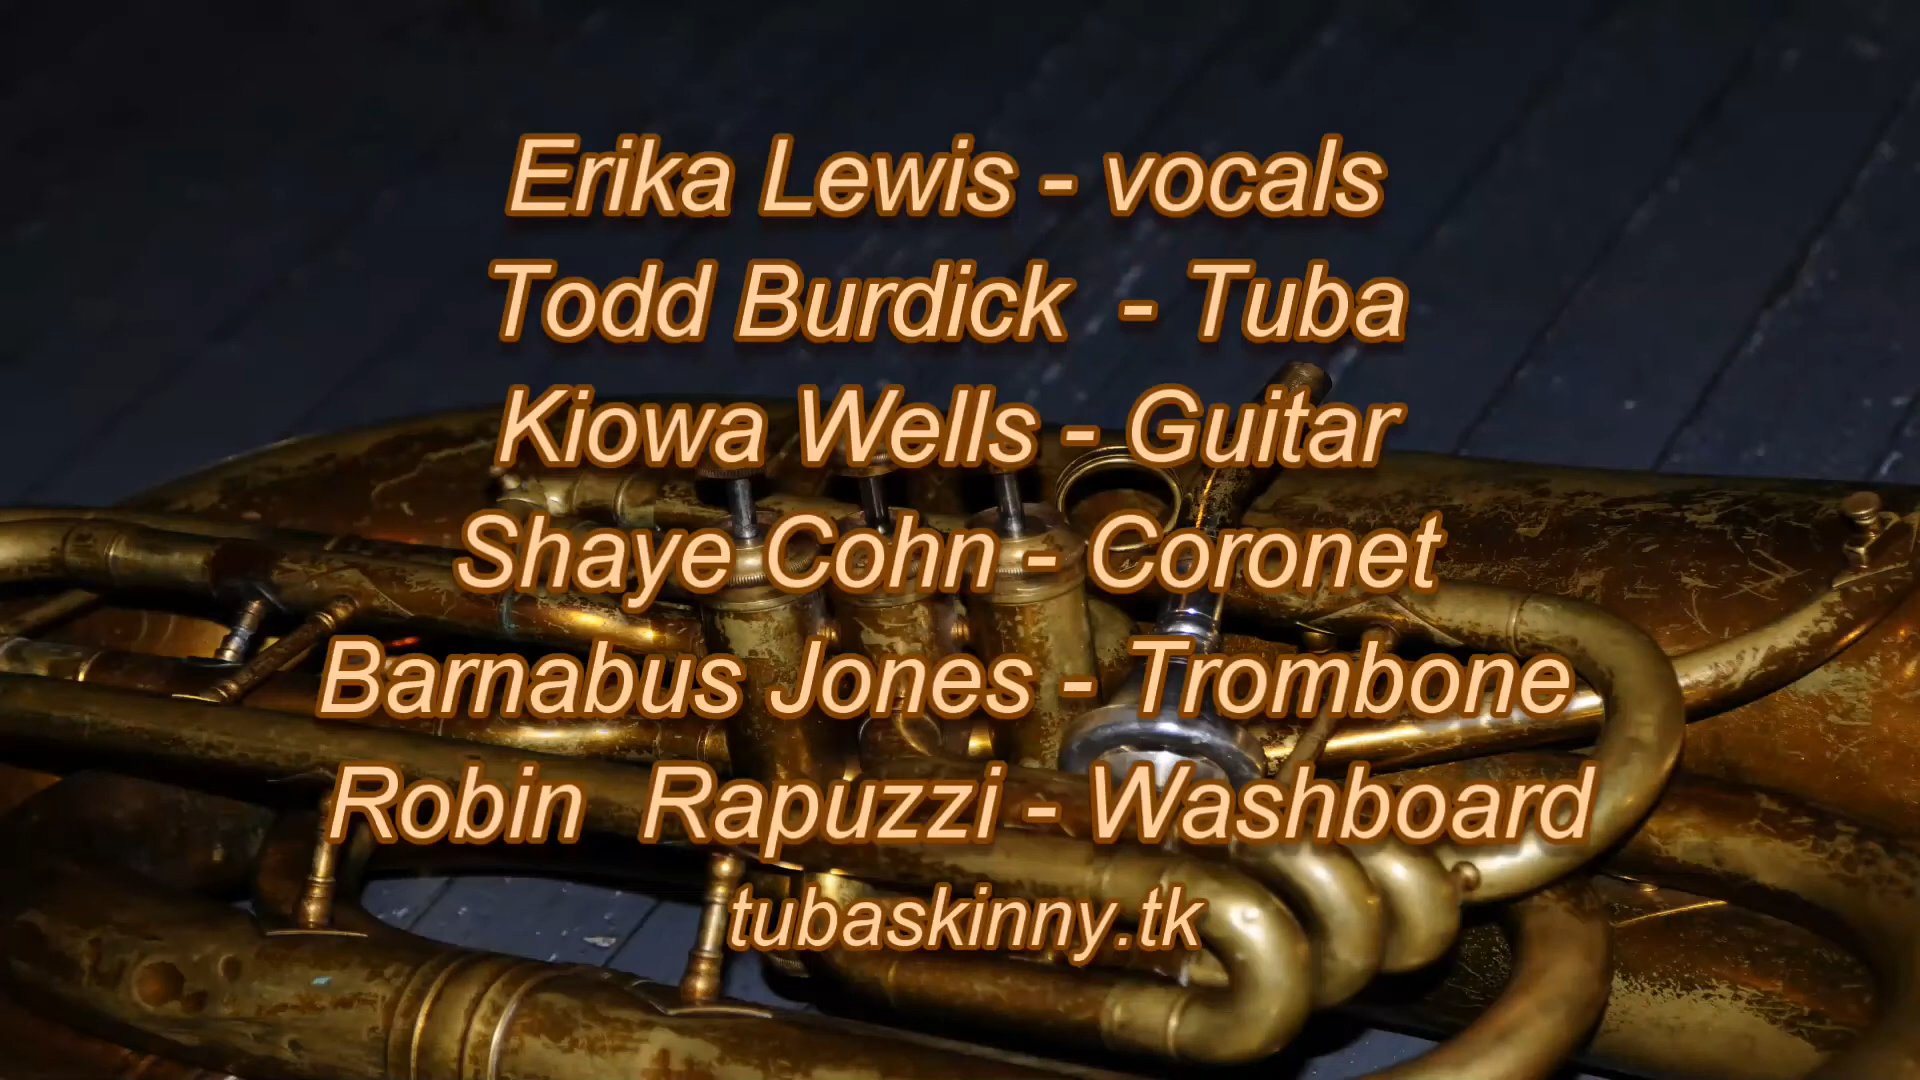 Erika Lewis - vocals
Todd Burdick - Tuba
Kiowa Wells - Guitar
Shaye Cohn - Coronet
Barnabus Jones - Trombone
Robin Rapuzzi - Washboard
tubaskinny.tk